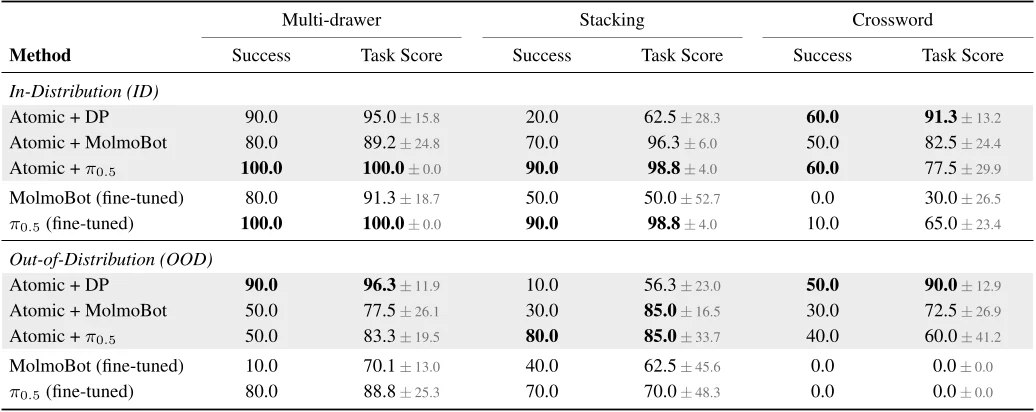 Multi-drawer Stacking Crossword
Method Success Task Score Success Task Score Success Task Score
In-Distribution (ID)
Atomic + DP 90.0 95.0 ± 15.8 20.0 62.5 ± 28.3 60.0 91.3 ± 13.2
Atomic + MolmoBot 80.0 89.2 ± 24.8 70.0 96.3 ± 6.0 50.0 82.5 ± 24.4
Atomic + π0.5 100.0 100.0 ± 0.0 90.0 98.8 ± 4.0 60.0 77.5 ± 29.9
MolmoBot (fine-tuned) 80.0 91.3 ± 18.7 50.0 50.0 ± 52.7 0.0 30.0 ± 26.5
π0.5 (fine-tuned) 100.0 100.0 ± 0.0 90.0 98.8 ± 4.0 10.0 65.0 ± 23.4
Out-of-Distribution (OOD)
Atomic + DP 90.0 96.3 ± 11.9 10.0 56.3 ± 23.0 50.0 90.0 ± 12.9
Atomic + MolmoBot 50.0 77.5 ± 26.1 30.0 85.0 ± 16.5 30.0 72.5 ± 26.9
Atomic + π0.5 50.0 83.3 ± 19.5 80.0 85.0 ± 33.7 40.0 60.0 ± 41.2
MolmoBot (fine-tuned) 10.0 70.1 ± 13.0 40.0 62.5 ± 45.6 0.0 0.0 ± 0.0
π0.5 (fine-tuned) 80.0 88.8 ± 25.3 70.0 70.0 ± 48.3 0.0 0.0 ± 0.0